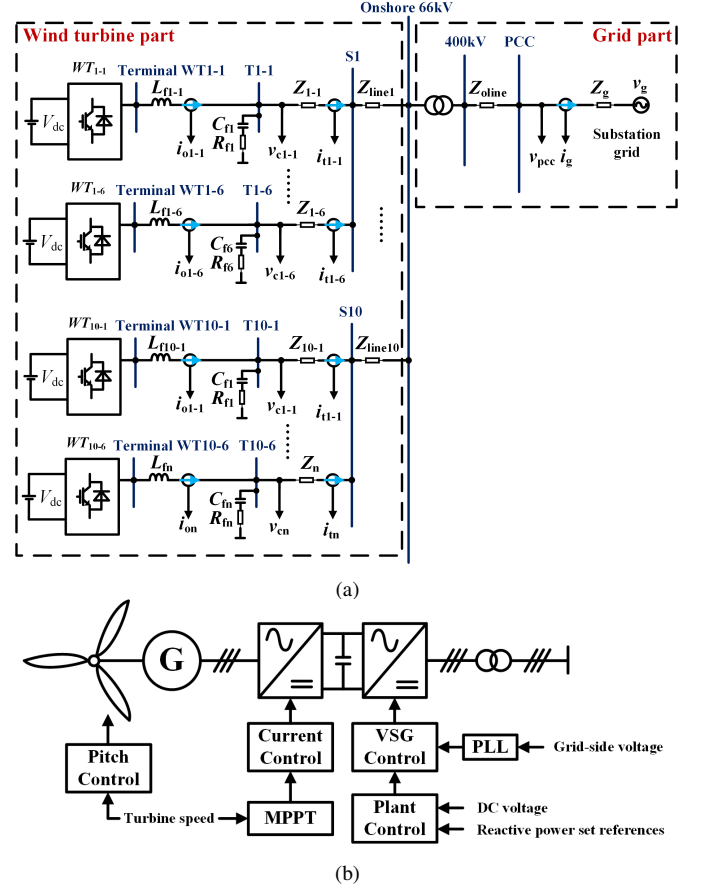 Onshore 66kV
Wind turbine part
Grid part
WT1-1 Terminal WT1-1 T1-1 S1 400kV PCC
Lf1-1 Z1-1 Zline1 Zoline Zg vg
Vdc
Cf1
Rf1
io1-1 vc1-1 it1-1 vpcc ig
Substation
grid
WT1-6 Terminal WT1-6 T1-6
Lf1-6 Z1-6
Vdc
Cf6
Rf6
io1-6 vc1-6 it1-6
WT10-1 Terminal WT10-1 T10-1 S10
Lf10-1 Z10-1 Zline10
Vdc
Cf1
Rf1
io1-1 vc1-1 it1-1
WT10-6 Terminal WT10-6 T10-6
Lfn Zn
Vdc
Cfn
Rfn
ion vcn itn
(a)
G
Pitch
Control
Current
Control
VSG
Control
PLL
Grid-side voltage
Turbine speed
MPPT
Plant
Control
DC voltage
Reactive power set references
(b)